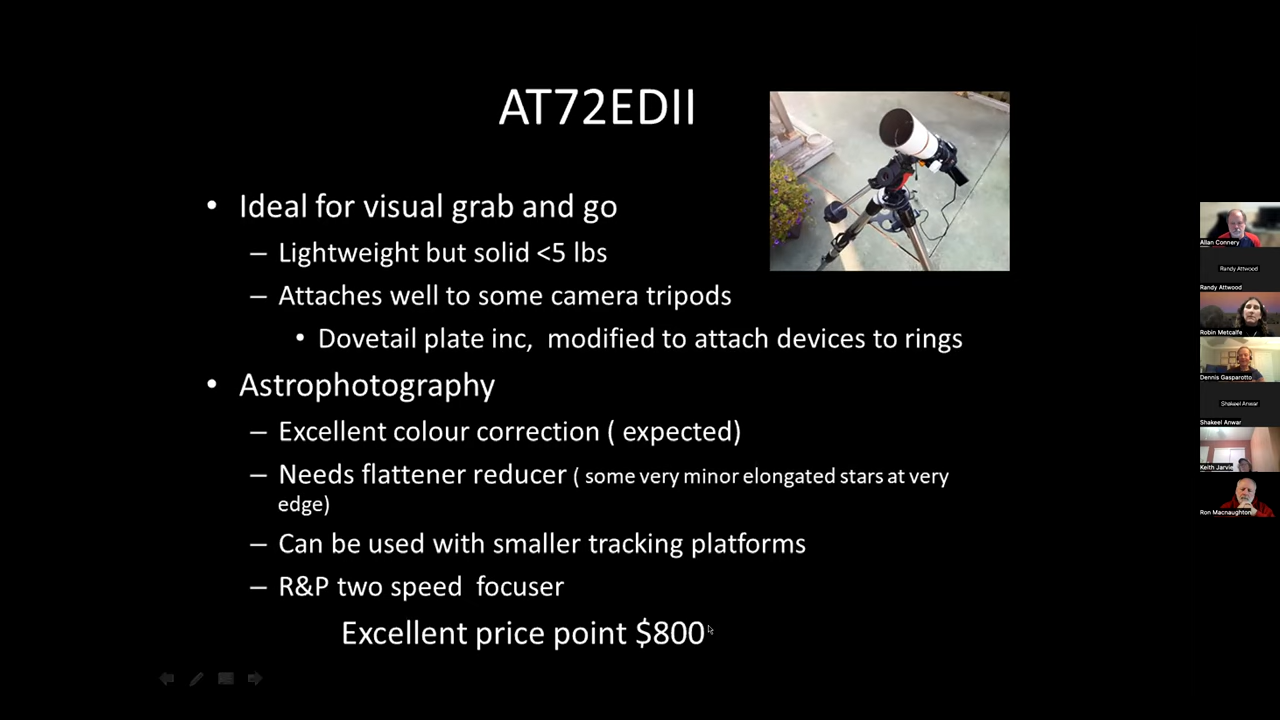 AT72EDII
• Ideal for visual grab and go
– Lightweight but solid <5 lbs
– Attaches well to some camera tripods
• Dovetail plate inc,  modified to attach devices to rings
• Astrophotography
– Excellent colour correction ( expected)
– Needs flattener reducer ( some very minor elongated stars at very
edge)
– Can be used with smaller tracking platforms
– R&P two speed  focuser
Excellent price point $800
Allan Connery
Randy Attwood
Randy Attwood
Robin Metcalfe
Dennis Gasparotto
Shakeel Anwar
Shakeel Anwar
Keith Jarvie
Ron Macnaughton